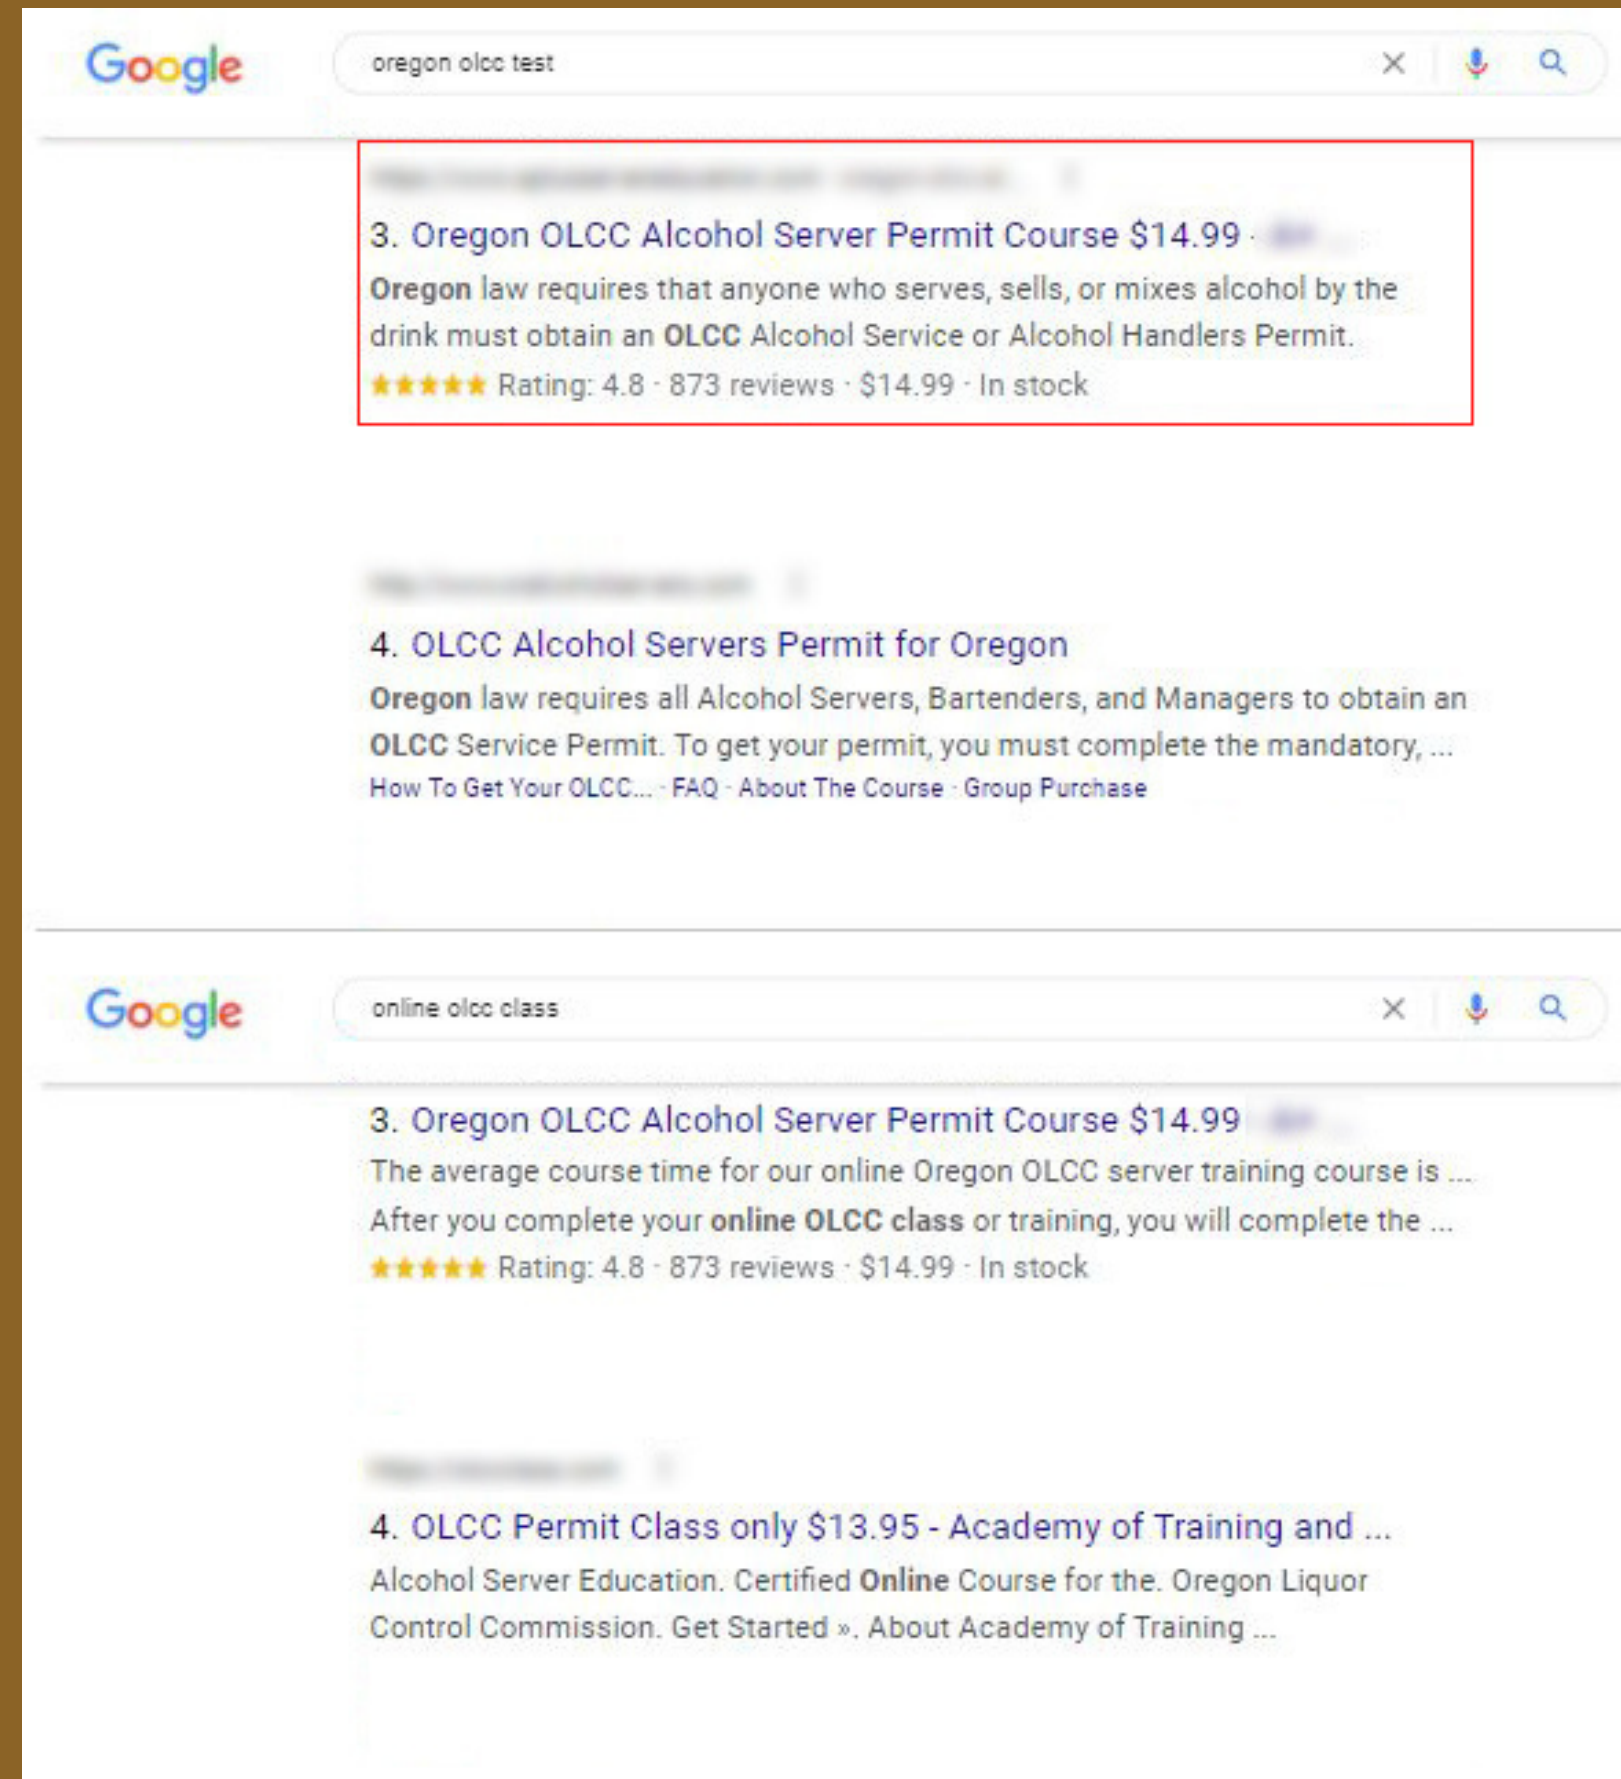 Google
oregon olcc test
3. Oregon OLCC Alcohol Server Permit Course $14.99 ·
Oregon law requires that anyone who serves, sells, or mixes alcohol by the
drink must obtain an OLCC Alcohol Service or Alcohol Handlers Permit.
Rating: 4.8 · 873 reviews · $14.99 · In stock
4. OLCC Alcohol Servers Permit for Oregon
Oregon law requires all Alcohol Servers, Bartenders, and Managers to obtain an
OLCC Service Permit. To get your permit, you must complete the mandatory, ...
How To Get Your OLCC... · FAQ · About The Course · Group Purchase
Google
online olcc class
3. Oregon OLCC Alcohol Server Permit Course $14.99
The average course time for our online Oregon OLCC server training course is ...
After you complete your online OLCC class or training, you will complete the ...
Rating: 4.8 · 873 reviews · $14.99 · In stock
4. OLCC Permit Class only $13.95 - Academy of Training and ...
Alcohol Server Education. Certified Online Course for the. Oregon Liquor
Control Commission. Get Started ». About Academy of Training ...